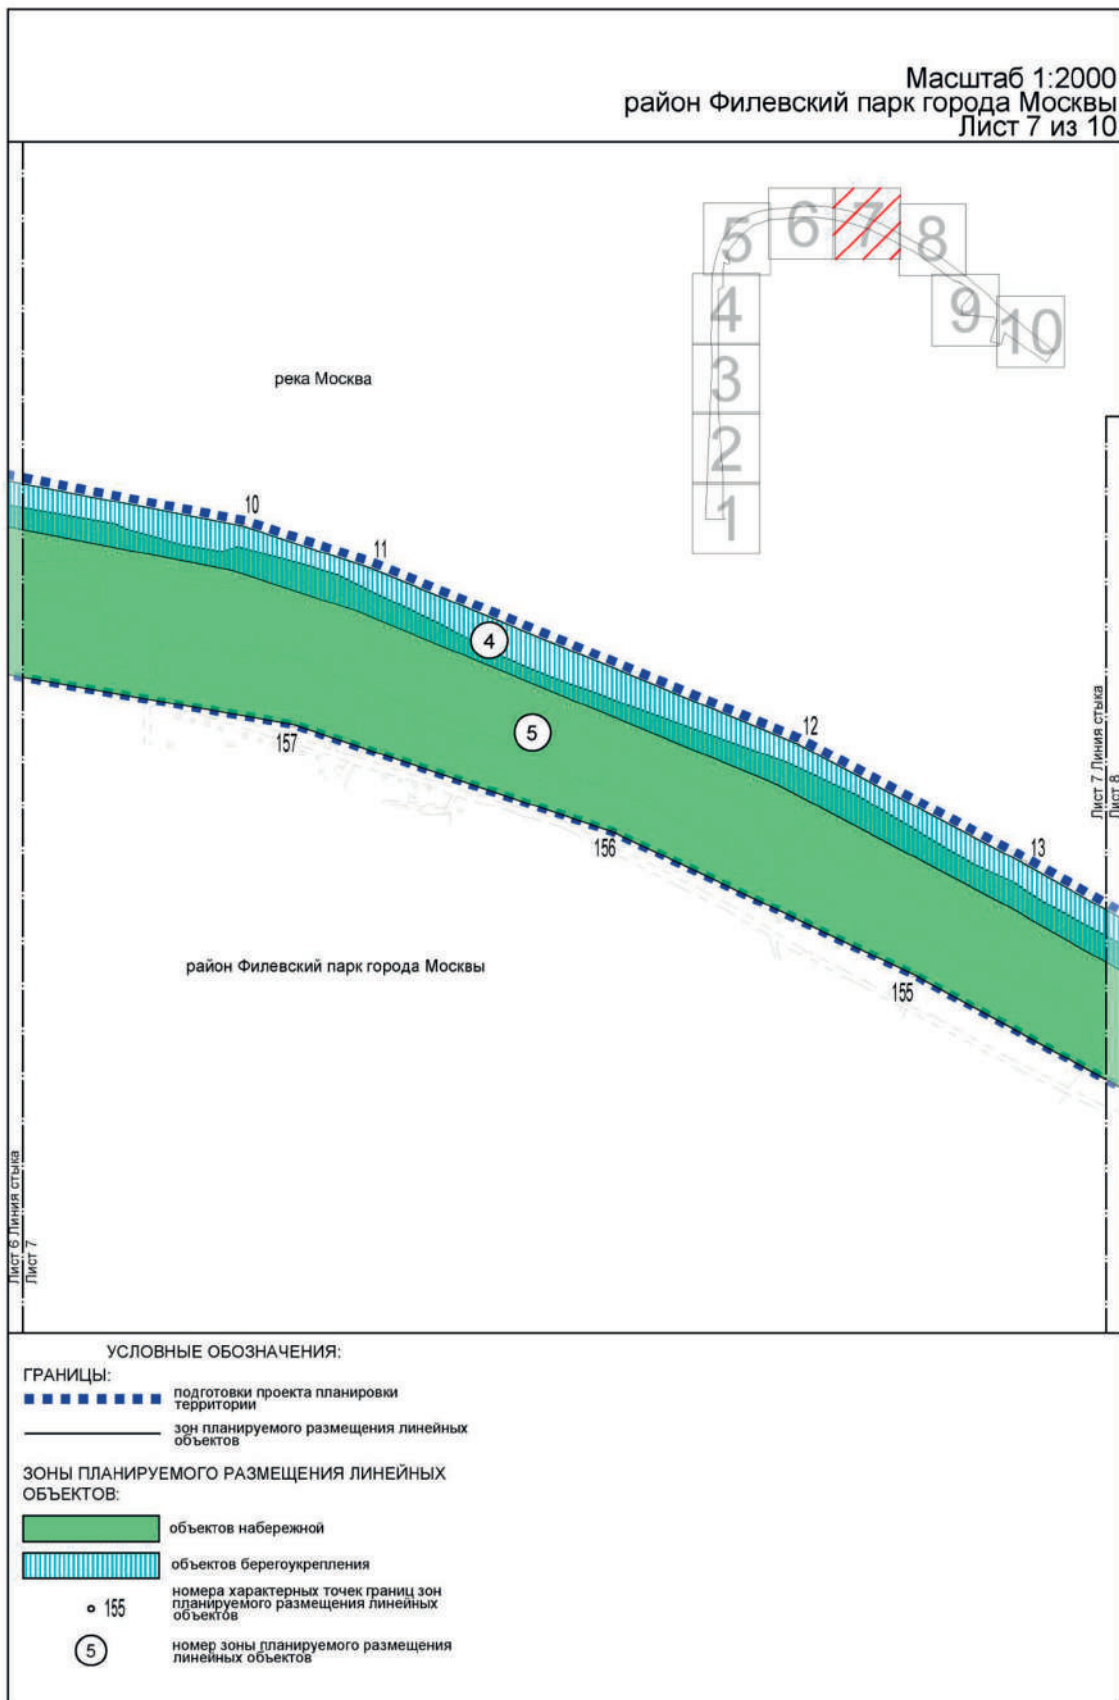 Масштаб 1:2000
район Филевский парк города Москвы
Лист 7 из 10
5
6
7
8
4
9
10
3
2
1
река Москва
10
11
4
12
5
157
Лист 7 Линия стыка
Лист 8
156
13
район Филевский парк города Москвы
155
Лист 6 Линия стыка
Лист 7
УСЛОВНЫЕ ОБОЗНАЧЕНИЯ:
ГРАНИЦЫ:
подготовки проекта планировки
территории
зон планируемого размещения линейных
объектов
ЗОНЫ ПЛАНИРУЕМОГО РАЗМЕЩЕНИЯ ЛИНЕЙНЫХ
ОБЪЕКТОВ:
объектов набережной
объектов берегоукрепления
155
номера характерных точек границ зон
планируемого размещения линейных
объектов
5
номер зоны планируемого размещения
линейных объектов